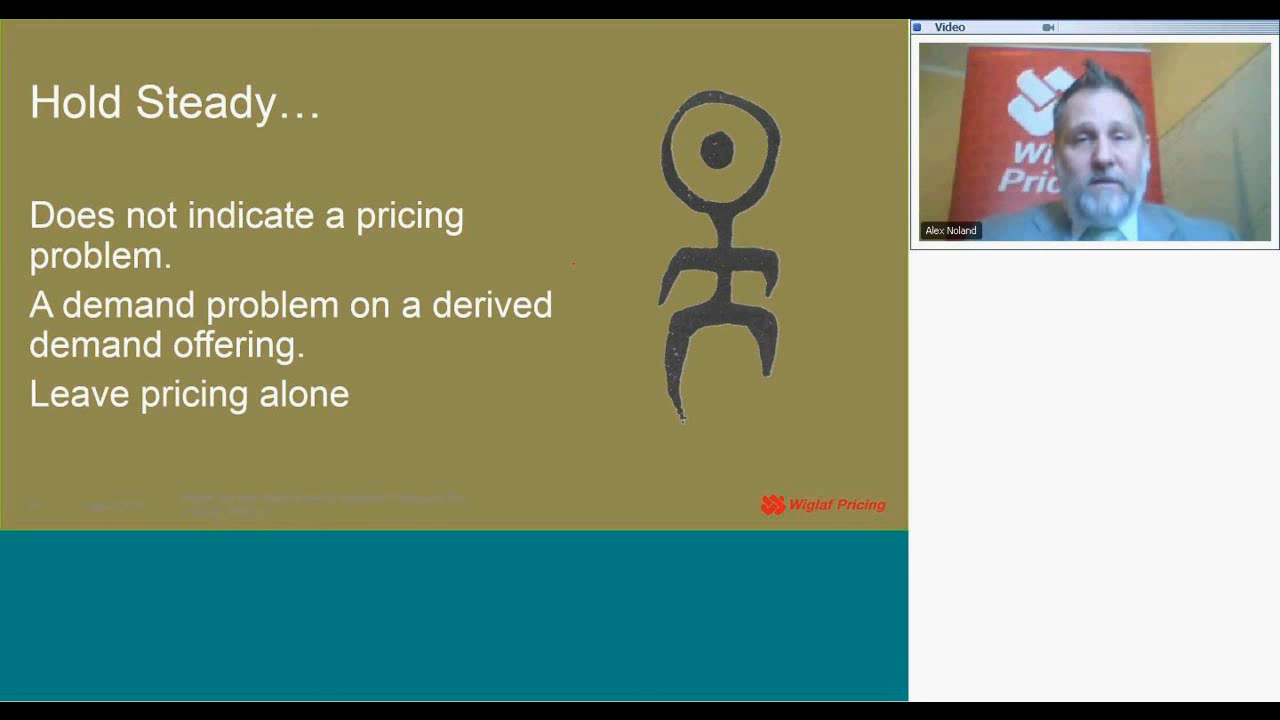 Hold Steady…
Does not indicate a pricing
problem.
A demand problem on a derived
demand offering.
Leave pricing alone
Wiglaf Pricing
Video
Alex Noland